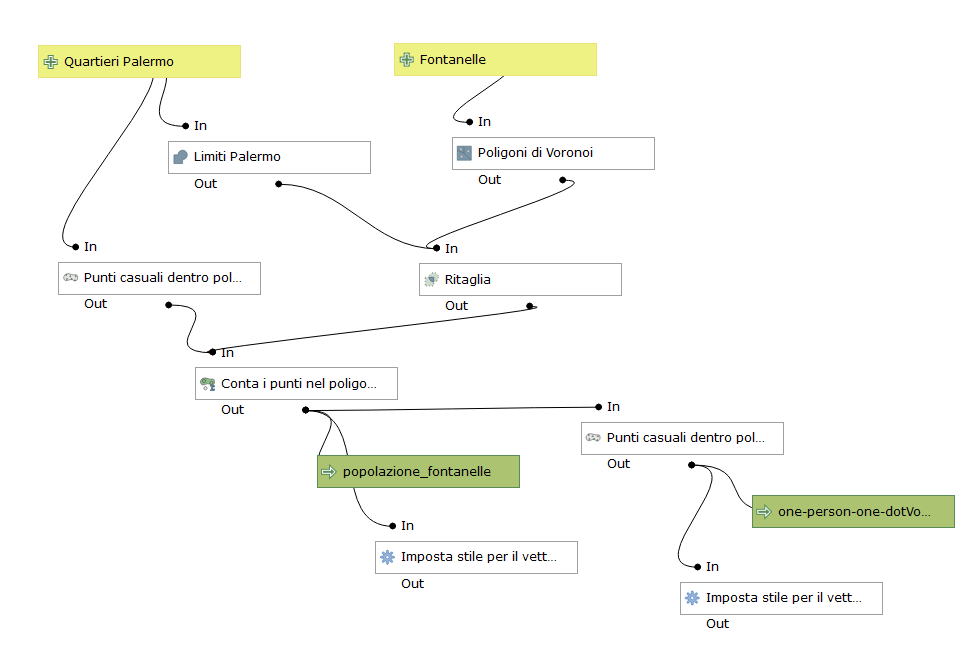 Quartieri Palermo
Fontanelle
In
In
Limiti Palermo
Poligoni di Voronoi
Out
Out
In
In
Punti casuali dentro pol...
Ritaglia
Out
Out
In
Conta i punti nel poligo...
Out
In
Punti casuali dentro pol...
Out
popolazione_fontanelle
one-person-one-dotVo...
In
Imposta stile per il vett...
Out
In
Imposta stile per il vett...
Out